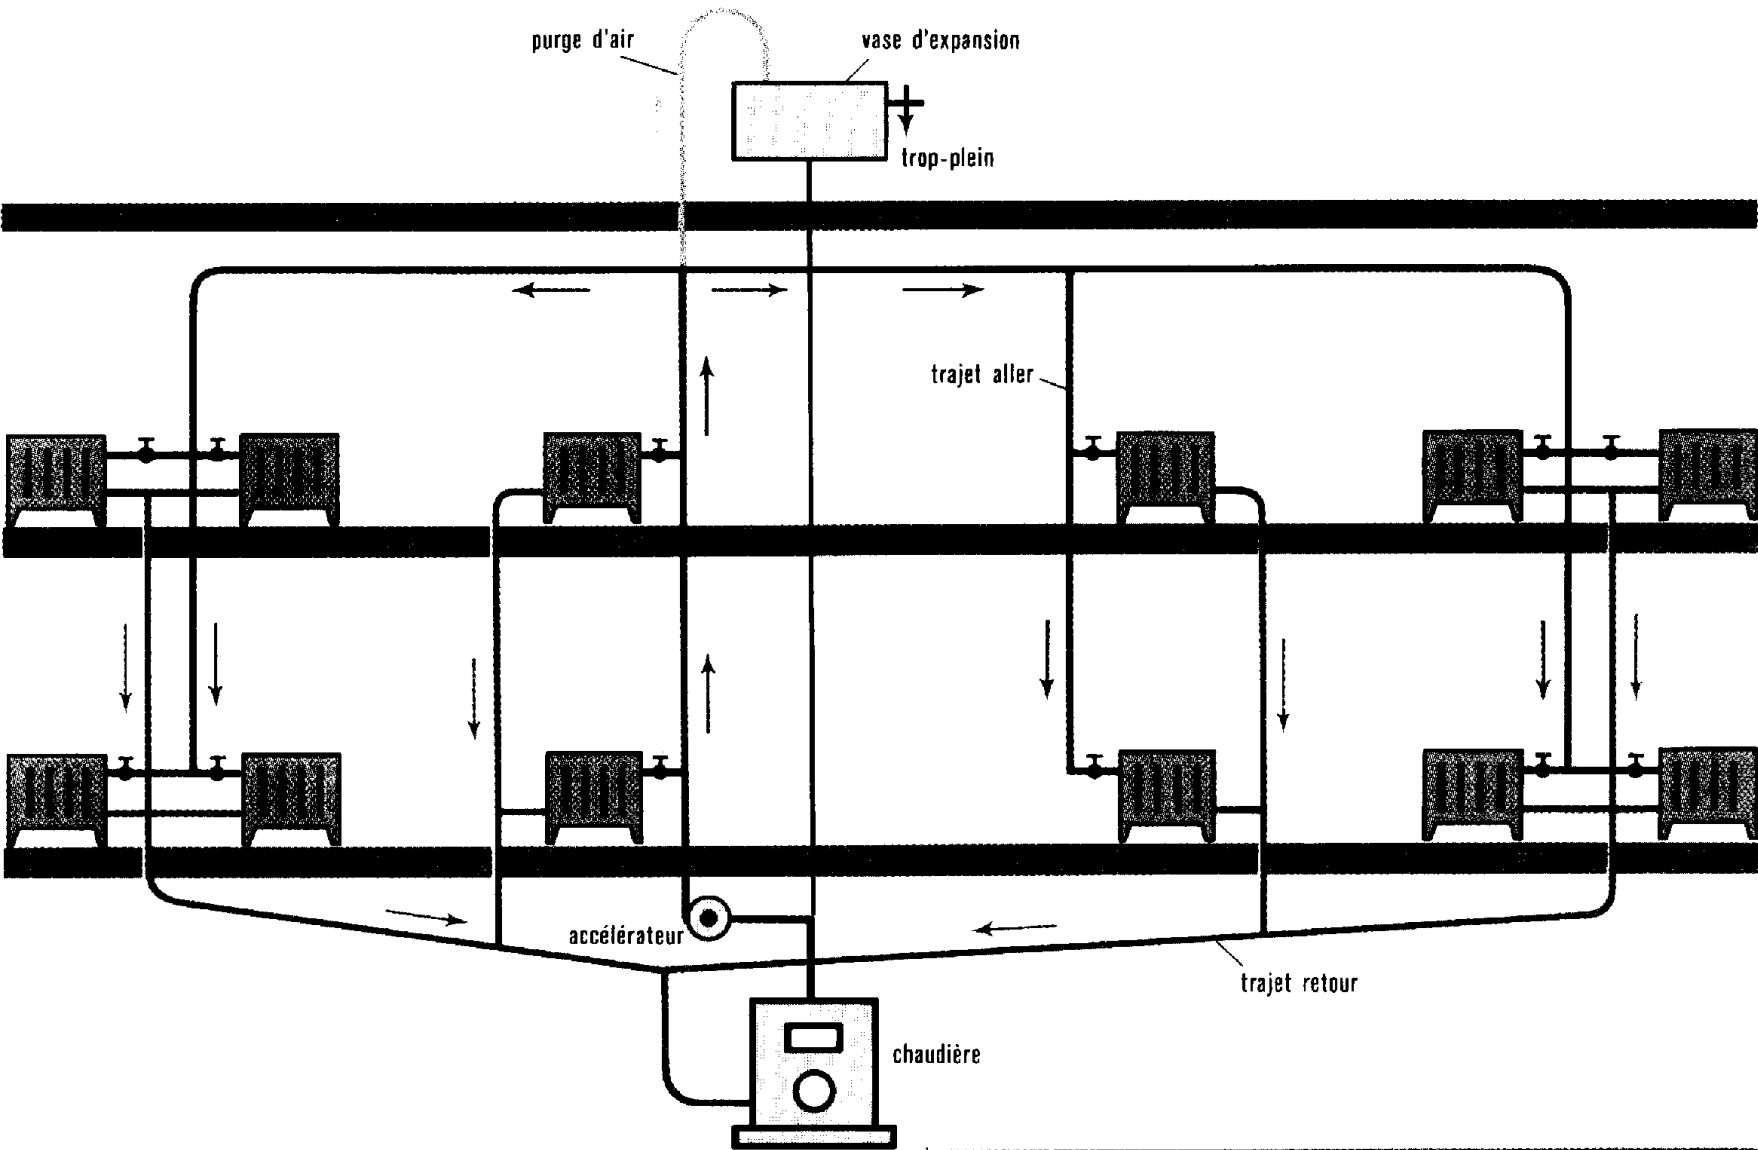 purge d'air
vase d'expansion
trop-plein
trajet aller
accélérateur
trajet retour
chaudière